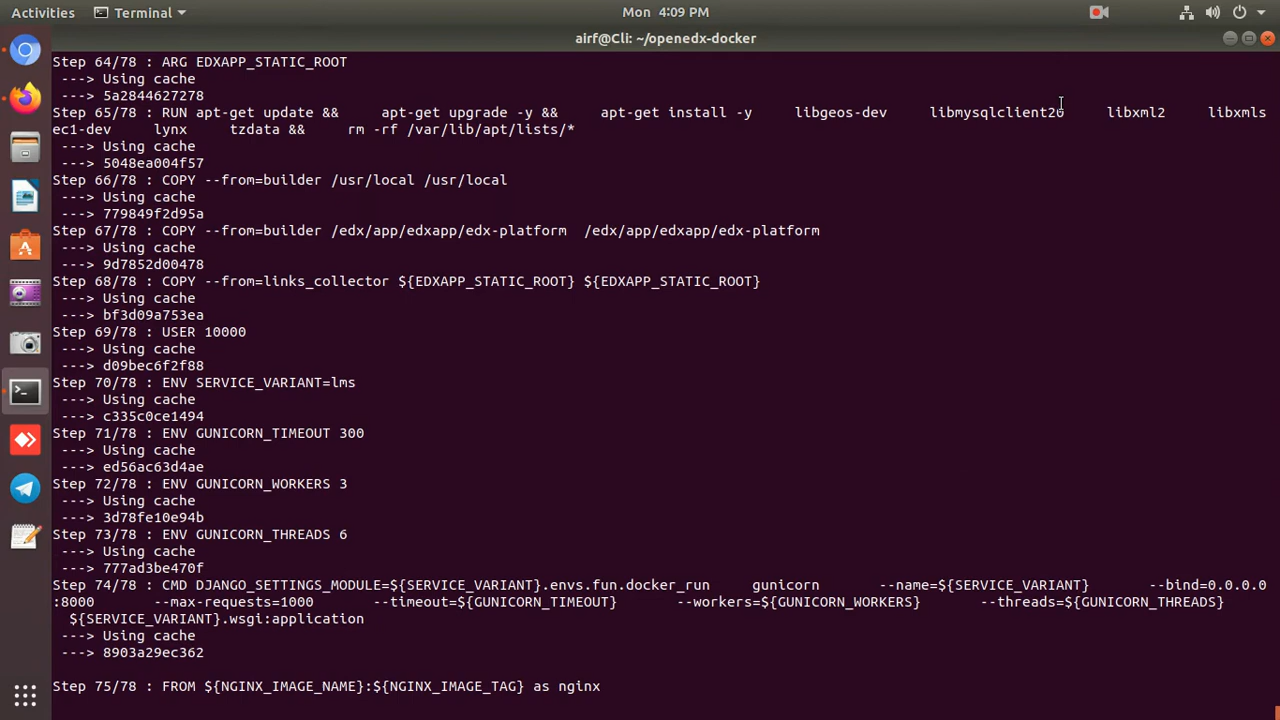 Activities
Terminal
Mon 4:09 PM
airf@Cli: ~/openedx-docker
Step 64/78 : ARG EDXAPP_STATIC_ROOT
---> Using cache
---> 5a2844627278
Step 65/78 : RUN apt-get update && apt-get upgrade -y && apt-get install -y libgeos-dev libmysqlclient20 libxml2 libxmls
ec1-dev lynx tzdata && rm -rf /var/lib/apt/lists/*
---> Using cache
---> 5048ea004f57
Step 66/78 : COPY --from=builder /usr/local /usr/local
---> Using cache
---> 779849f2d95a
Step 67/78 : COPY --from=builder /edx/app/edxapp/edx-platform /edx/app/edxapp/edx-platform
---> Using cache
---> 9d7852d00478
Step 68/78 : COPY --from=links_collector ${EDXAPP_STATIC_ROOT} ${EDXAPP_STATIC_ROOT}
---> Using cache
---> bf3d09a753ea
Step 69/78 : USER 10000
---> Using cache
---> d09bec6f2f88
Step 70/78 : ENV SERVICE_VARIANT=lms
---> Using cache
---> c335c0ce1494
Step 71/78 : ENV GUNICORN_TIMEOUT 300
---> Using cache
---> ed56ac63d4ae
Step 72/78 : ENV GUNICORN_WORKERS 3
---> Using cache
---> 3d78fe10e94b
Step 73/78 : ENV GUNICORN_THREADS 6
---> Using cache
---> 777ad3be470f
Step 74/78 : CMD DJANGO_SETTINGS_MODULE=${SERVICE_VARIANT}.envs.fun.docker_run gunicorn --name=${SERVICE_VARIANT} --bind=0.0.0.0
:8000 --max-requests=1000 --timeout=${GUNICORN_TIMEOUT} --workers=${GUNICORN_WORKERS} --threads=${GUNICORN_THREADS}
${SERVICE_VARIANT}.wsgi:application
---> Using cache
---> 8903a29ec362
Step 75/78 : FROM ${NGINX_IMAGE_NAME}:${NGINX_IMAGE_TAG} as nginx